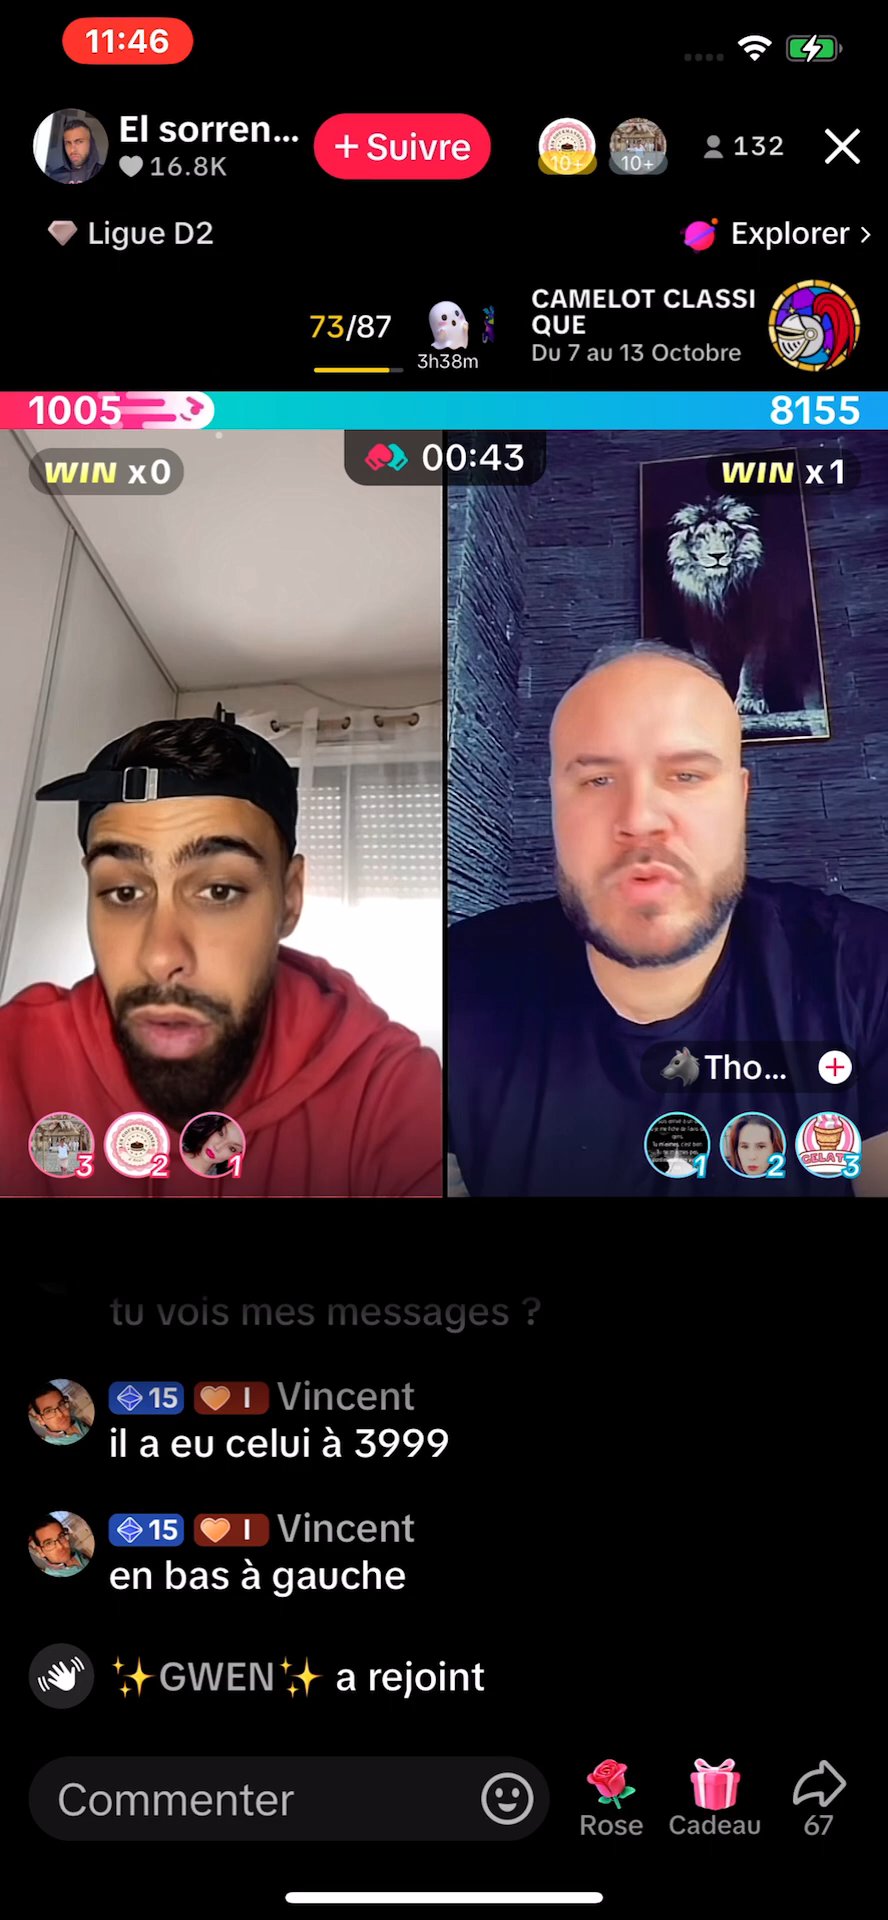 11:46
El sorren...
16.8K
+ Suivre
10+
10+
132
Ligue D2
Explorer >
73/87
3h38m
CAMELOT CLASSI
QUE
Du 7 au 13 Octobre
1005
8155
WIN x0
00:43
WIN x1
Tho...
3
2
1
1
2
3
tu vois mes messages ?
15 I Vincent
il a eu celui à 3999
15 I Vincent
en bas à gauche
✨GWEN✨ a rejoint
Commenter
Rose
Cadeau
67